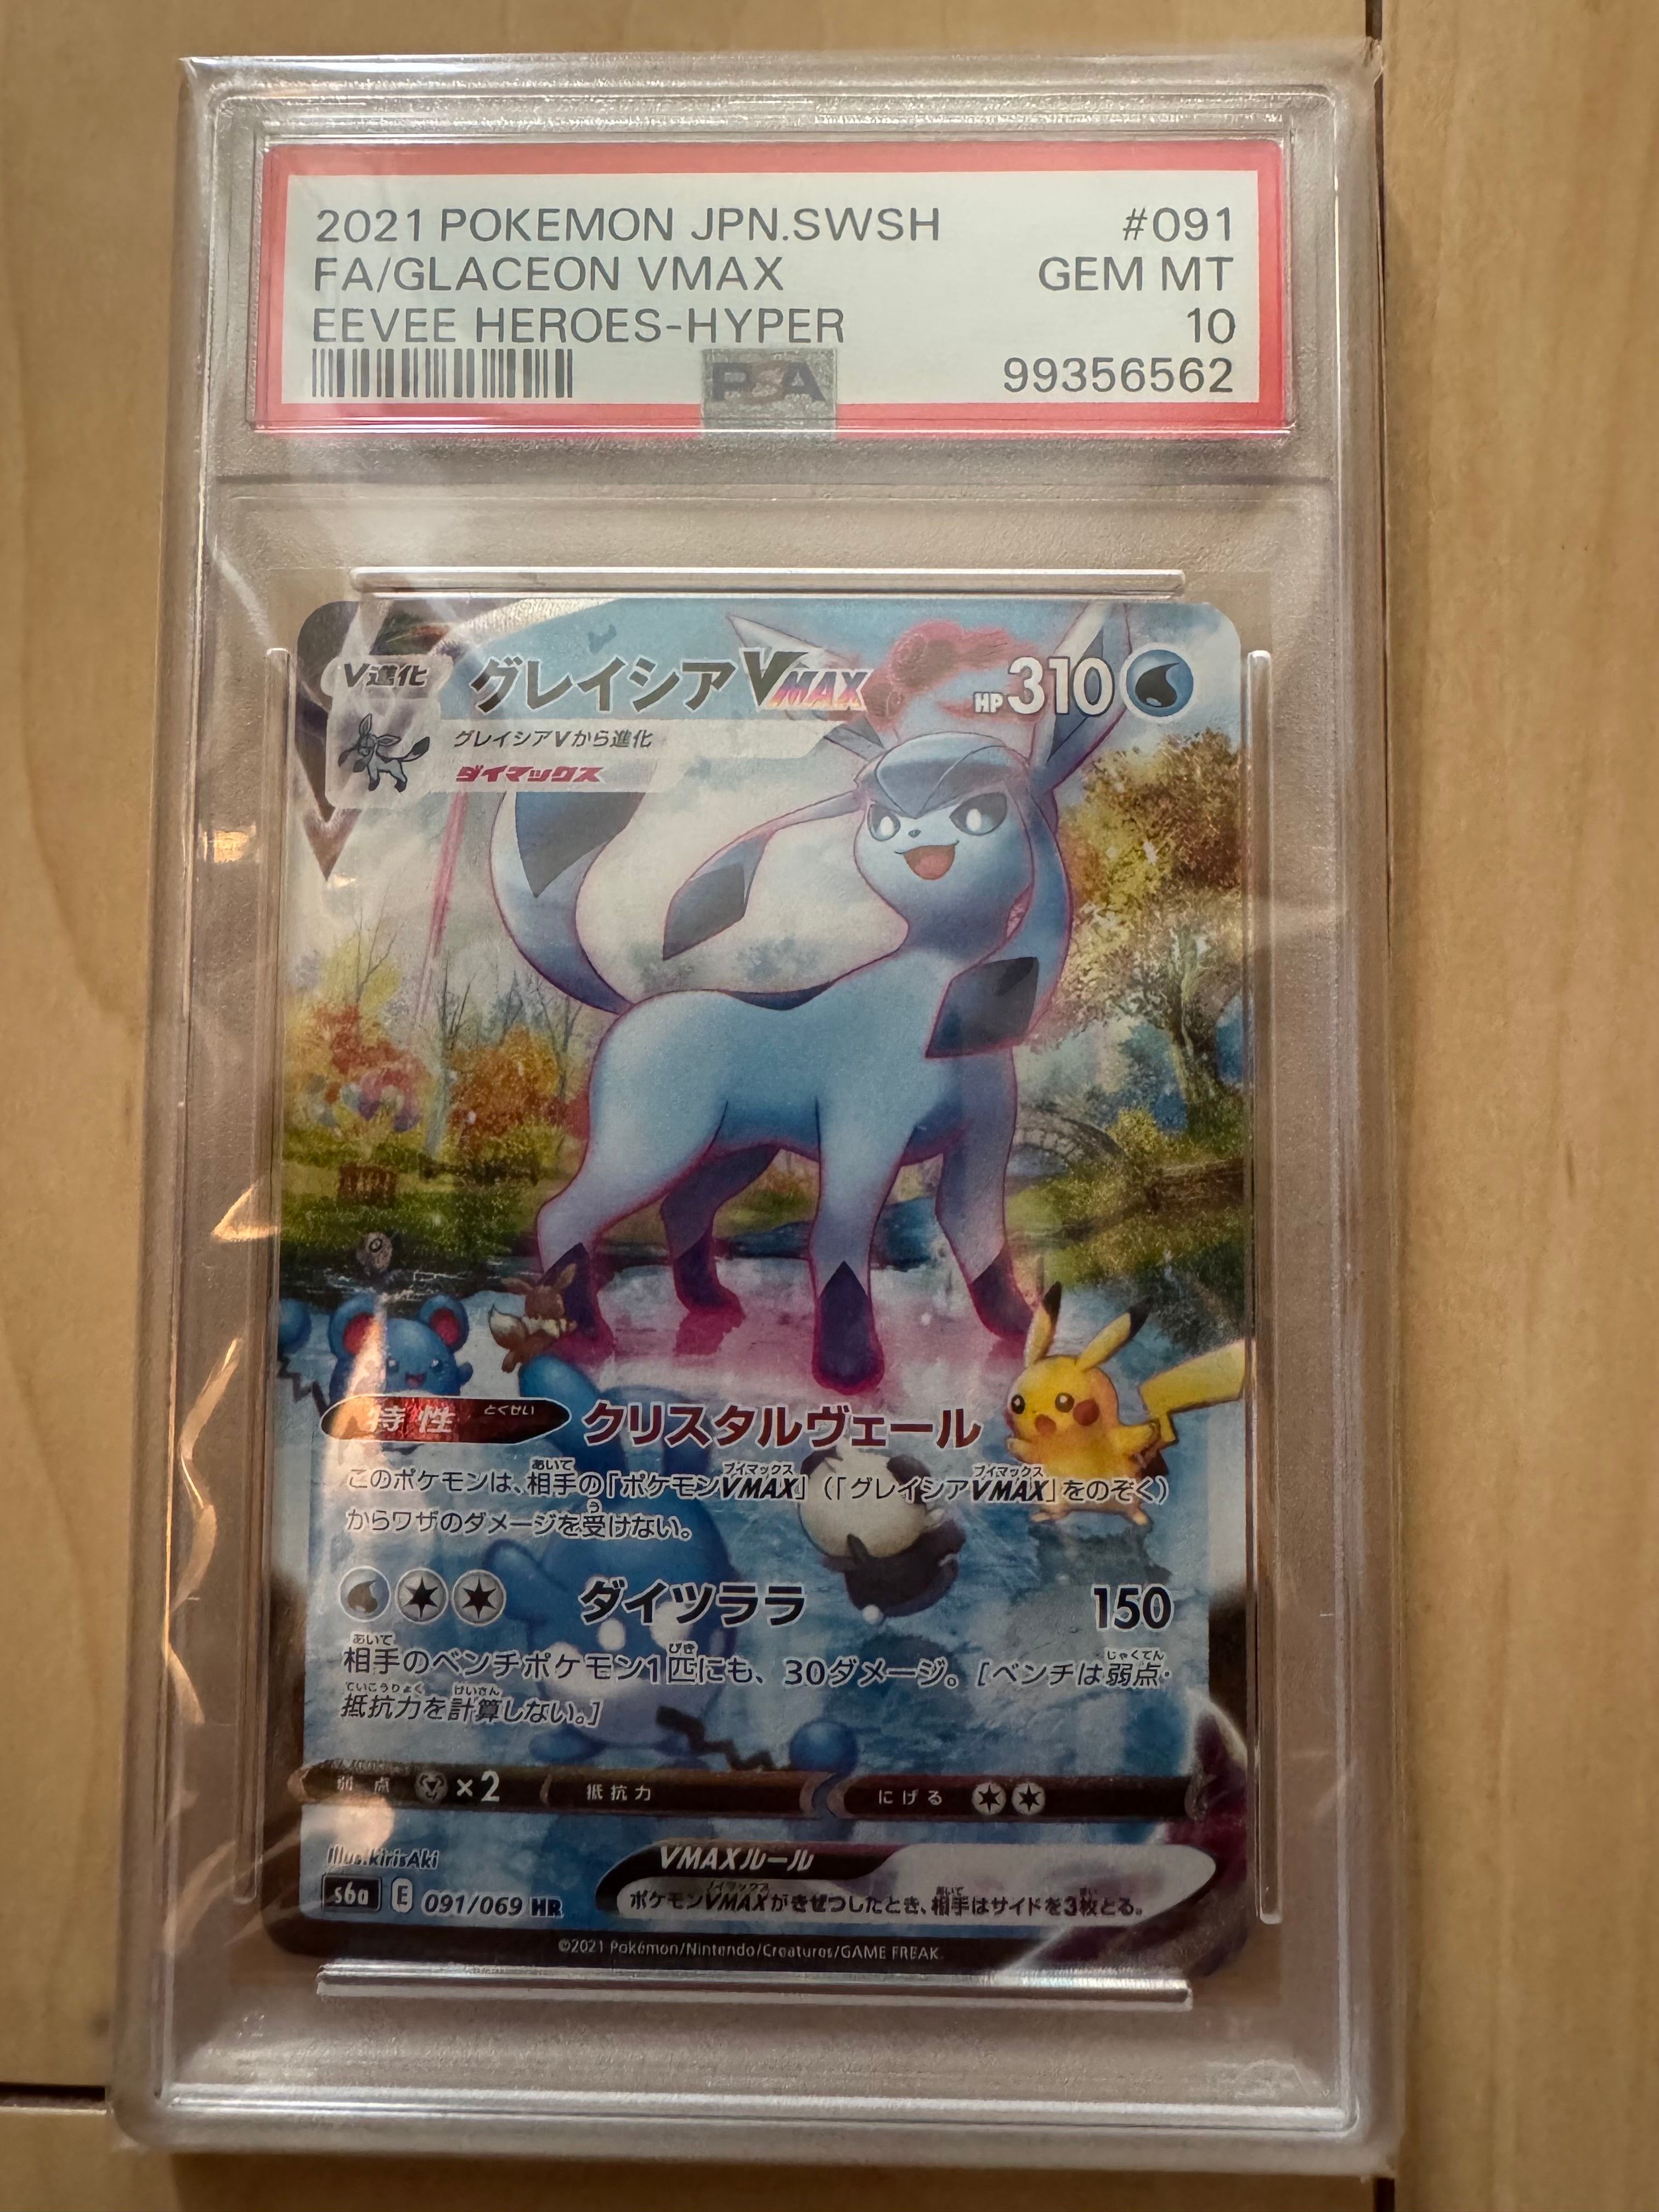 2021 POKEMON JPN.SWSH #091
FA/GLACEON VMAX GEM MT
EEVEE HEROES-HYPER 10
PSA 99356562
V進化 グレイシアVMAX HP310
グレイシアVから進化
ダイマックス
特性 とくせい クリスタルヴェール
このポケモンは、相手の「ポケモンVMAX」(「グレイシアVMAX」をのぞく)
からワザのダメージを受けない。
ダイツララ 150
相手のベンチポケモン1匹にも、30ダメージ。[ベンチは弱点・
抵抗力を計算しない。]
弱点 ×2 抵抗力 にげる
Illus.kirisAki
VMAXルール
s6a E 091/069 HR
ポケモンVMAXがきぜつしたとき、相手はサイドを3枚とる。
©2021 Pokémon/Nintendo/Creatures/GAME FREAK.